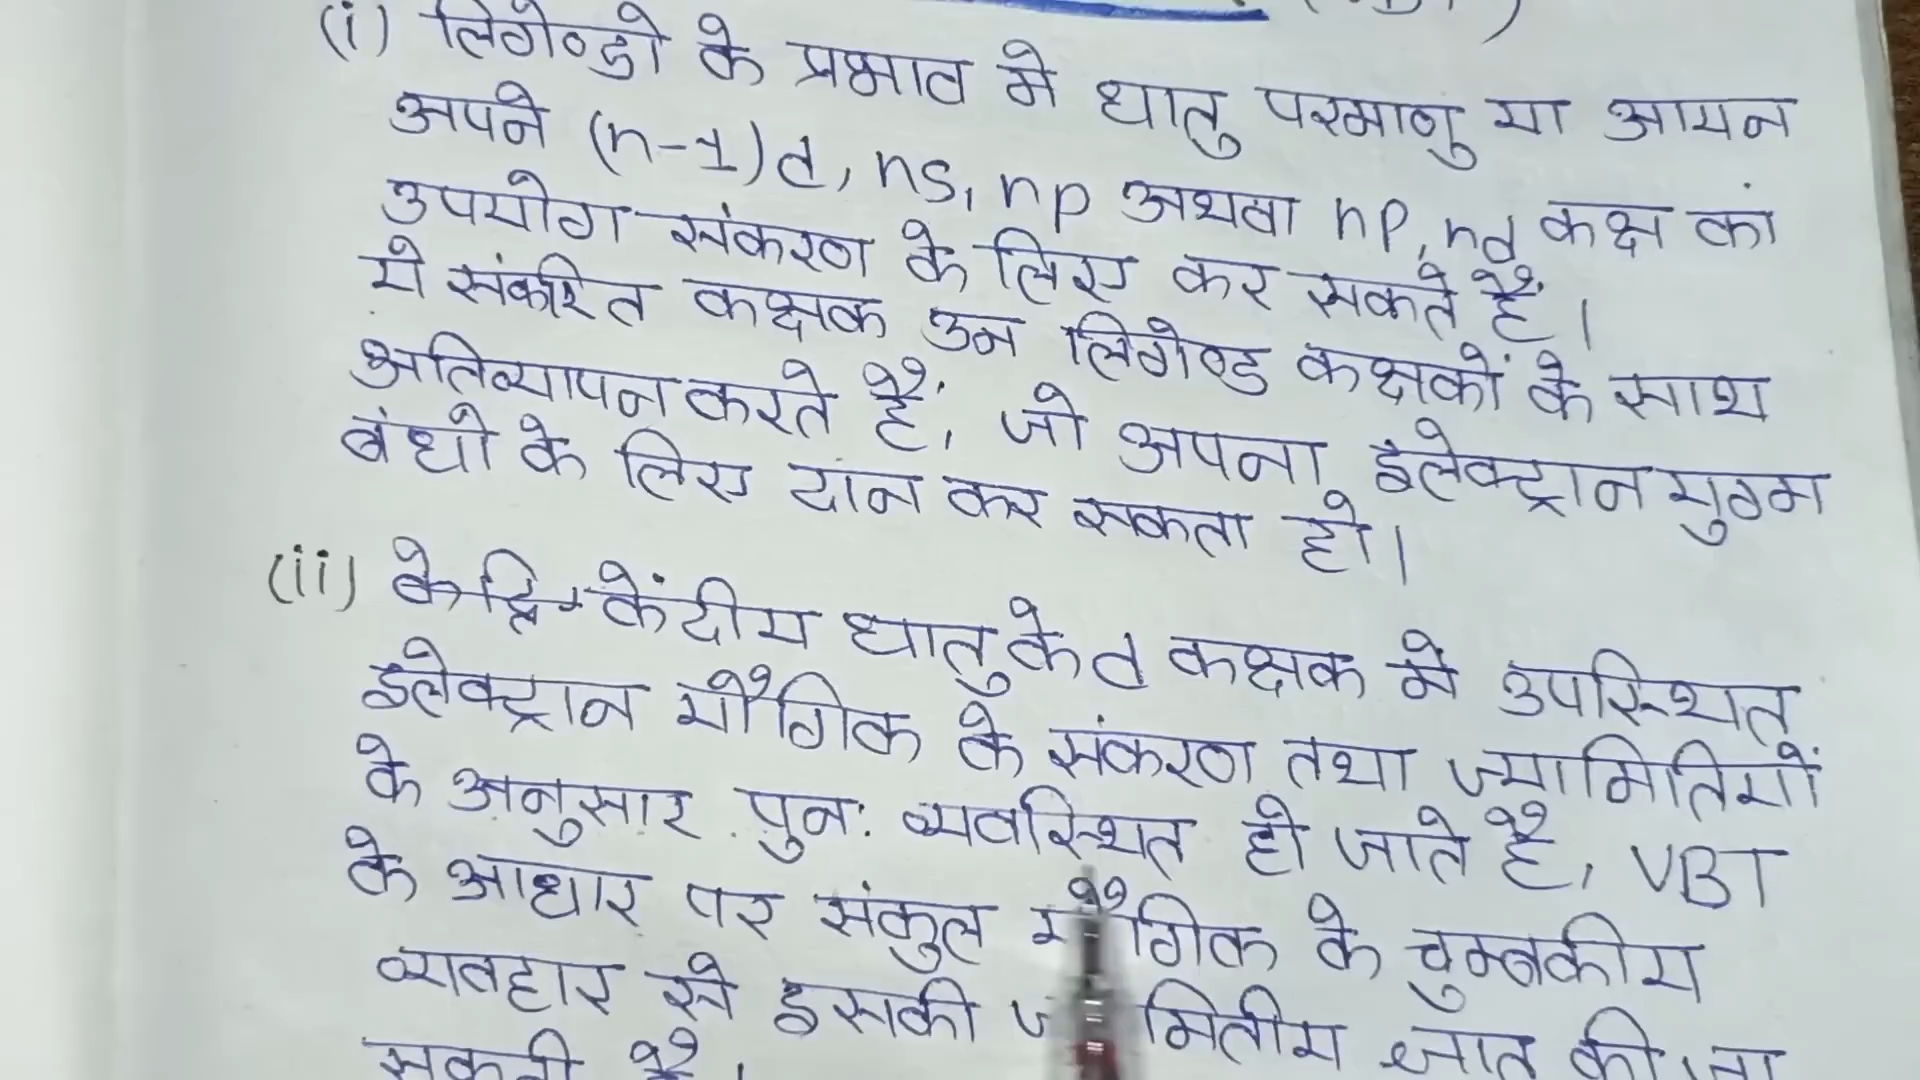 (i) लिगेण्डो के प्रभाव मे धातु परमाणु या आयन
अपने (n-1)d, ns, np अथवा np, nd कक्ष का
उपयोग संकरण के लिए कर सकते हैं।
ये संकरित कक्षक उन लिगेण्ड कक्षकों के साथ
अतिव्यापन करते हैं, जो अपना इलेक्ट्रान युग्म
बंधो के लिए दान कर सकता हो।
(ii) केंदीय धातु के d कक्षक मे उपस्थित
इलेक्ट्रान यौगिक के संकरण तथा ज्यामितियों
के अनुसार पुनः व्यवस्थित हो जाते है, VBT
के आधार पर संकुल यौगिक के चुम्बकीय
व्यवहार से इसकी मितीय ज्ञात की जा
सकती है।